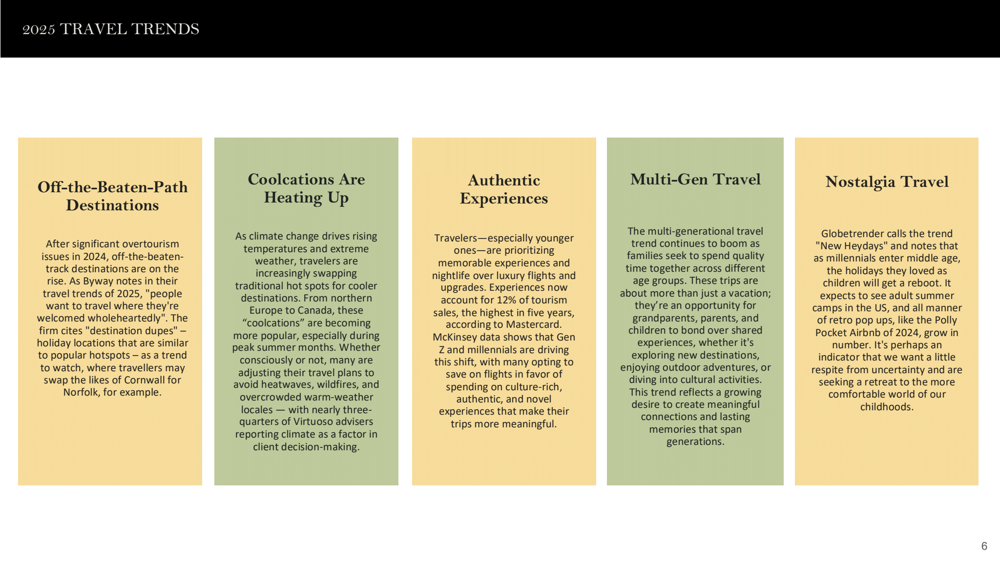 2025 TRAVEL TRENDS
Off-the-Beaten-Path
Destinations
After significant overtourism
issues in 2024, off-the-beaten-
track destinations are on the
rise. As Byway notes in their
travel trends of 2025, "people
want to travel where they're
welcomed wholeheartedly". The
firm cites "destination dupes" –
holiday locations that are similar
to popular hotspots – as a trend
to watch, where travellers may
swap the likes of Cornwall for
Norfolk, for example.
Coolcations Are
Heating Up
As climate change drives rising
temperatures and extreme
weather, travelers are
increasingly swapping
traditional hot spots for cooler
destinations. From northern
Europe to Canada, these
“coolcations” are becoming
more popular, especially during
peak summer months. Whether
consciously or not, many are
adjusting their travel plans to
avoid heatwaves, wildfires, and
overcrowded warm-weather
locales — with nearly three-
quarters of Virtuoso advisers
reporting climate as a factor in
client decision-making.
Authentic
Experiences
Travelers—especially younger
ones—are prioritizing
memorable experiences and
nightlife over luxury flights and
upgrades. Experiences now
account for 12% of tourism
sales, the highest in five years,
according to Mastercard.
McKinsey data shows that Gen
Z and millennials are driving
this shift, with many opting to
save on flights in favor of
spending on culture-rich,
authentic, and novel
experiences that make their
trips more meaningful.
Multi-Gen Travel
The multi-generational travel
trend continues to boom as
families seek to spend quality
time together across different
age groups. These trips are
about more than just a vacation;
they’re an opportunity for
grandparents, parents, and
children to bond over shared
experiences, whether it's
exploring new destinations,
enjoying outdoor adventures, or
diving into cultural activities.
This trend reflects a growing
desire to create meaningful
connections and lasting
memories that span
generations.
Nostalgia Travel
Globetrender calls the trend
"New Heydays" and notes that
as millennials enter middle age,
the holidays they loved as
children will get a reboot. It
expects to see adult summer
camps in the US, and all manner
of retro pop ups, like the Polly
Pocket Airbnb of 2024, grow in
number. It's perhaps an
indicator that we want a little
respite from uncertainty and are
seeking a retreat to the more
comfortable world of our
childhoods.
6